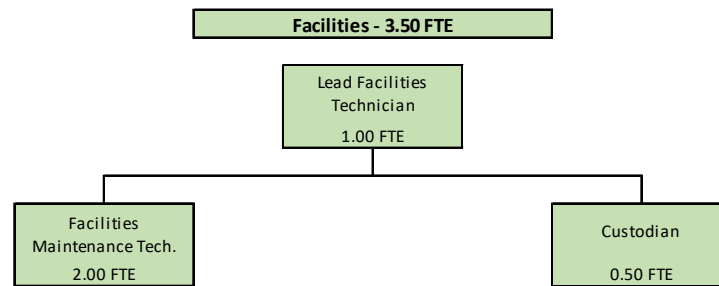 Facilities - 3.50 FTE
Lead Facilities
Technician
1.00 FTE
Facilities
Maintenance Tech.
2.00 FTE
Custodian
0.50 FTE